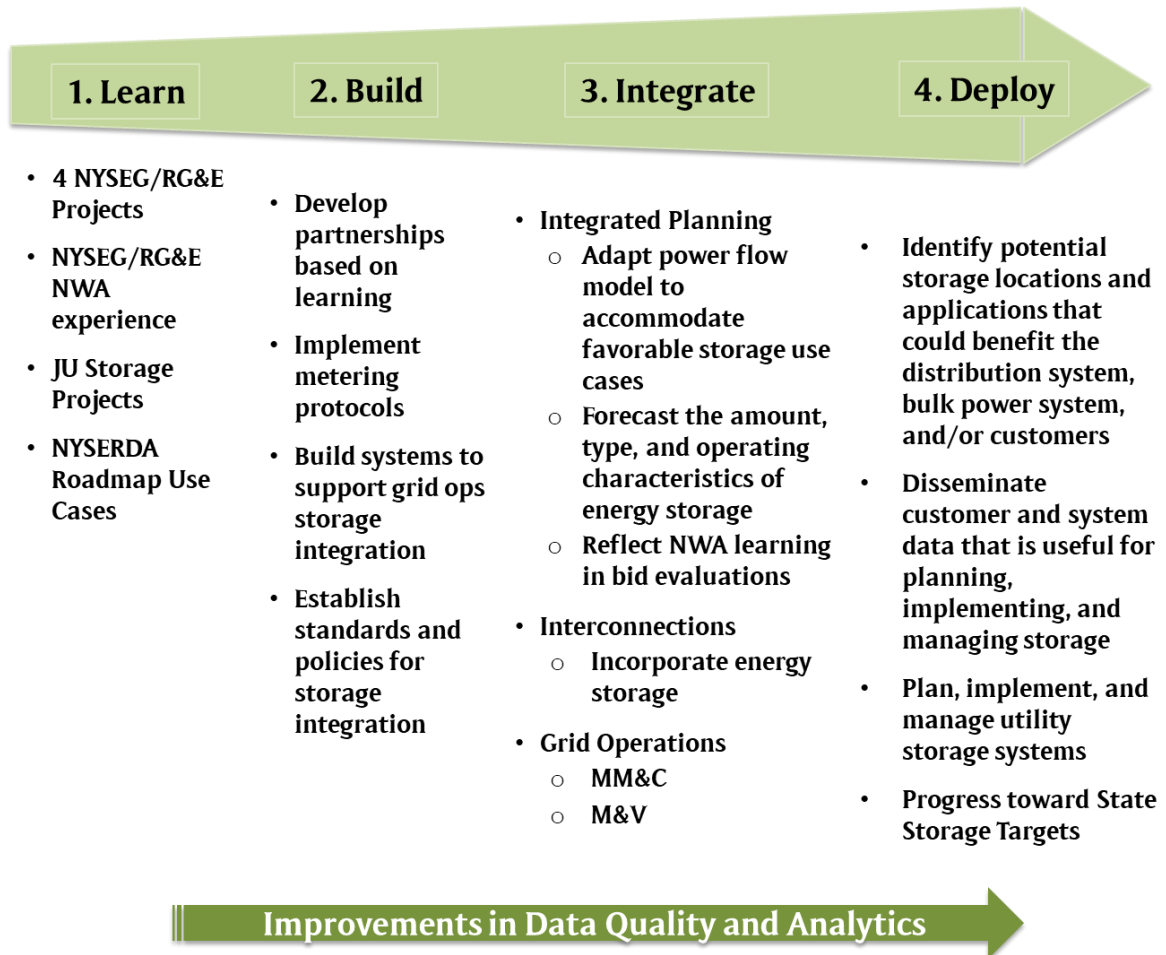 1. Learn
2. Build
3. Integrate
4. Deploy
• 4 NYSEG/RG&E
Projects
• NYSEG/RG&E
NWA
experience
• JU Storage
Projects
• NYSERDA
Roadmap Use
Cases
• Develop
partnerships
based on
learning
• Implement
metering
protocols
• Build systems to
support grid ops
storage
integration
• Establish
standards and
policies for
storage
integration
• Integrated Planning
o Adapt power flow
model to
accommodate
favorable storage use
cases
o Forecast the amount,
type, and operating
characteristics of
energy storage
o Reflect NWA learning
in bid evaluations
• Interconnections
o Incorporate energy
storage
• Grid Operations
o MM&C
o M&V
• Identify potential
storage locations and
applications that
could benefit the
distribution system,
bulk power system,
and/or customers
• Disseminate
customer and system
data that is useful for
planning,
implementing, and
managing storage
• Plan, implement, and
manage utility
storage systems
• Progress toward State
Storage Targets
Improvements in Data Quality and Analytics